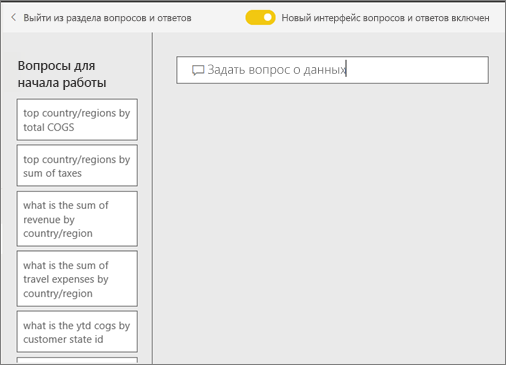 Выйти из раздела вопросов и ответов
Новый интерфейс вопросов и ответов включен
Вопросы для
начала работы
top country/regions by
total COGS
top country/regions by
sum of taxes
what is the sum of
revenue by
country/region
what is the sum of
travel expenses by
country/region
what is the ytd cogs by
customer state id
Задать вопрос о данных